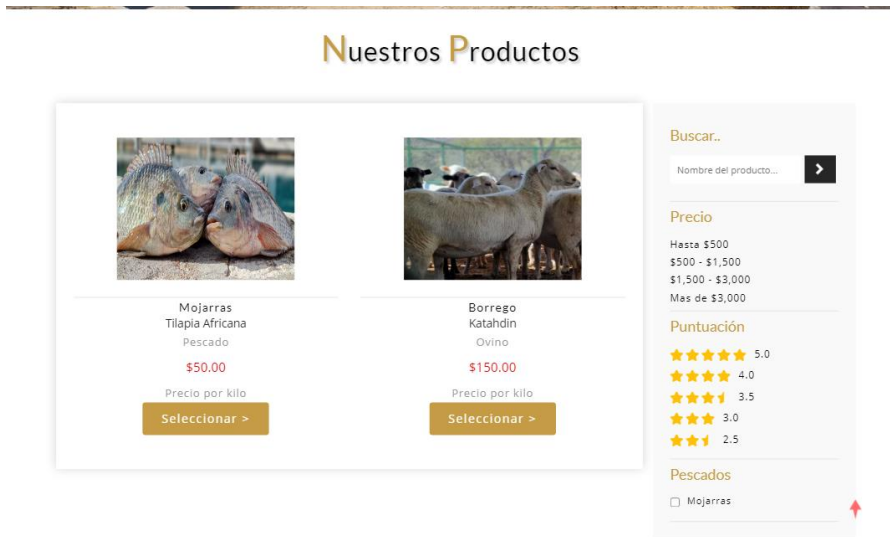 Nuestros Productos
Mojarras
Tilapia Africana
Pescado
$50.00
Precio por kilo
Seleccionar >
Borrego
Katahdin
Ovino
$150.00
Precio por kilo
Seleccionar >
Buscar..
Nombre del producto...
Precio
Hasta $500
$500 - $1,500
$1,500 - $3,000
Mas de $3,000
Puntuación
5.0
4.0
3.5
3.0
2.5
Pescados
Mojarras